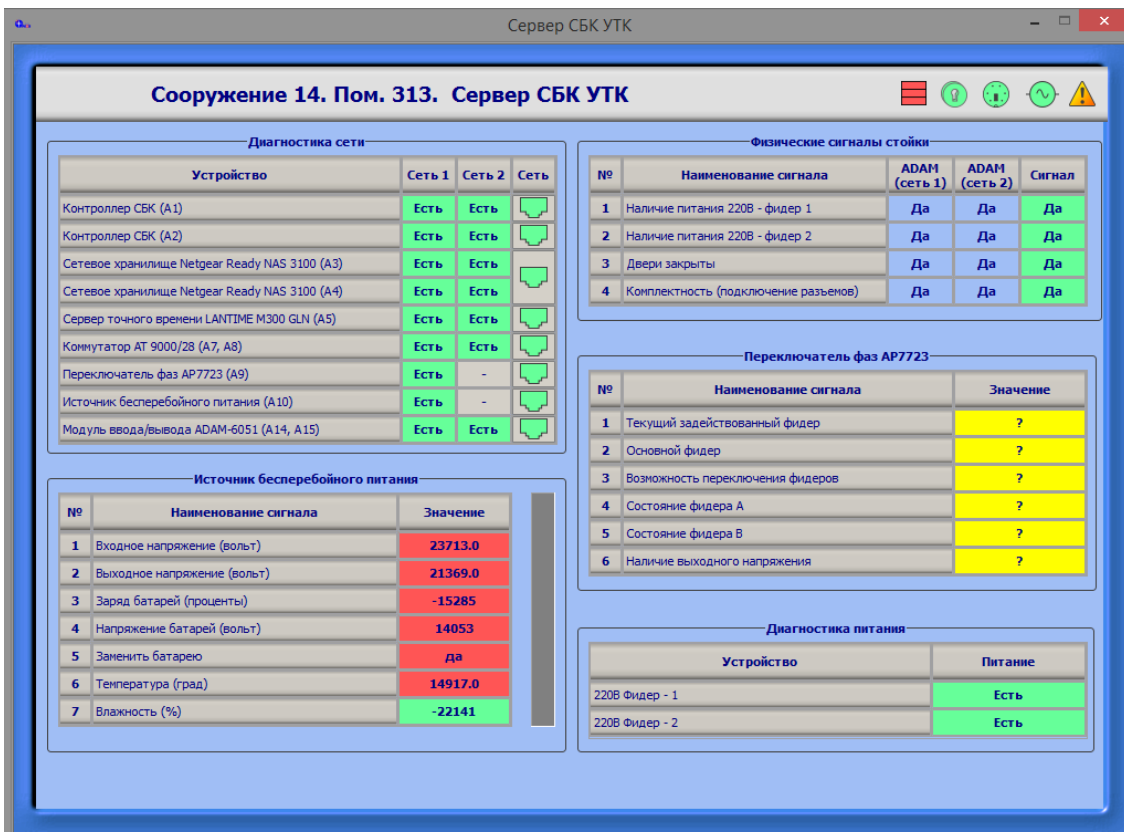 Сервер СБК УТК
Сооружение 14. Пом. 313. Сервер СБК УТК
Диагностика сети
Устройство Сеть 1 Сеть 2 Сеть
Контроллер СБК (А1) Есть Есть
Контроллер СБК (А2) Есть Есть
Сетевое хранилище Netgear Ready NAS 3100 (А3) Есть Есть
Сетевое хранилище Netgear Ready NAS 3100 (А4) Есть Есть
Сервер точного времени LANTIME M300 GLN (А5) Есть Есть
Коммутатор AT 9000/28 (А7, А8) Есть Есть
Переключатель фаз AP7723 (А9) Есть -
Источник бесперебойного питания (А10) Есть -
Модуль ввода/вывода ADAM-6051 (А14, А15) Есть Есть
Источник бесперебойного питания
№ Наименование сигнала Значение
1 Входное напряжение (вольт) 23713.0
2 Выходное напряжение (вольт) 21369.0
3 Заряд батарей (проценты) -15285
4 Напряжение батарей (вольт) 14053
5 Заменить батарею да
6 Температура (град) 14917.0
7 Влажность (%) -22141
Физические сигналы стойки
№ Наименование сигнала ADAM (сеть 1) ADAM (сеть 2) Сигнал
1 Наличие питания 220В - фидер 1 Да Да Да
2 Наличие питания 220В - фидер 2 Да Да Да
3 Двери закрыты Да Да Да
4 Комплектность (подключение разъемов) Да Да Да
Переключатель фаз AP7723
№ Наименование сигнала Значение
1 Текущий задействованный фидер ?
2 Основной фидер ?
3 Возможность переключения фидеров ?
4 Состояние фидера А ?
5 Состояние фидера В ?
6 Наличие выходного напряжения ?
Диагностика питания
Устройство Питание
220В Фидер - 1 Есть
220В Фидер - 2 Есть